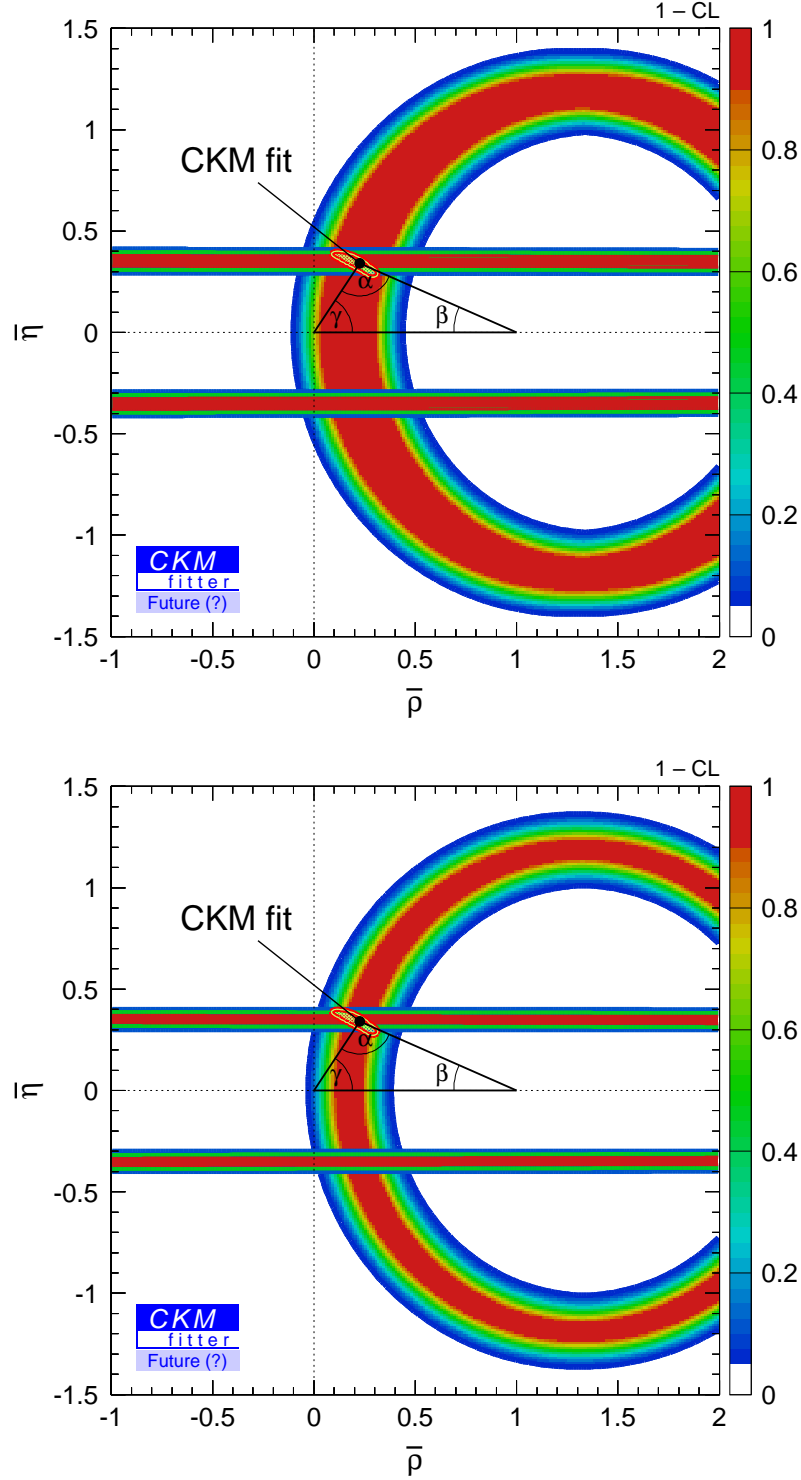 1 – CL
1.5
1
0.5
0
-0.5
-1
-1.5
η̅
CKM fit
α
γ
β
CKM
fitter
Future (?)
-1 -0.5 0 0.5 1 1.5 2
ρ̅
1
0.8
0.6
0.4
0.2
0
1 – CL
1.5
1
0.5
0
-0.5
-1
-1.5
η̅
CKM fit
α
γ
β
CKM
fitter
Future (?)
-1 -0.5 0 0.5 1 1.5 2
ρ̅
1
0.8
0.6
0.4
0.2
0